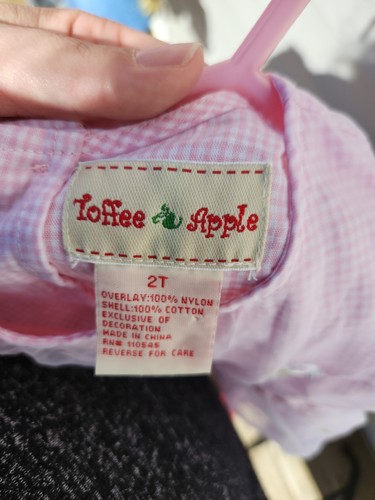 Toffee Apple
2T
OVERLAY:100% NYLON
SHELL:100% COTTON
EXCLUSIVE OF
DECORATION
MADE IN CHINA
RN# 110545
REVERSE FOR CARE